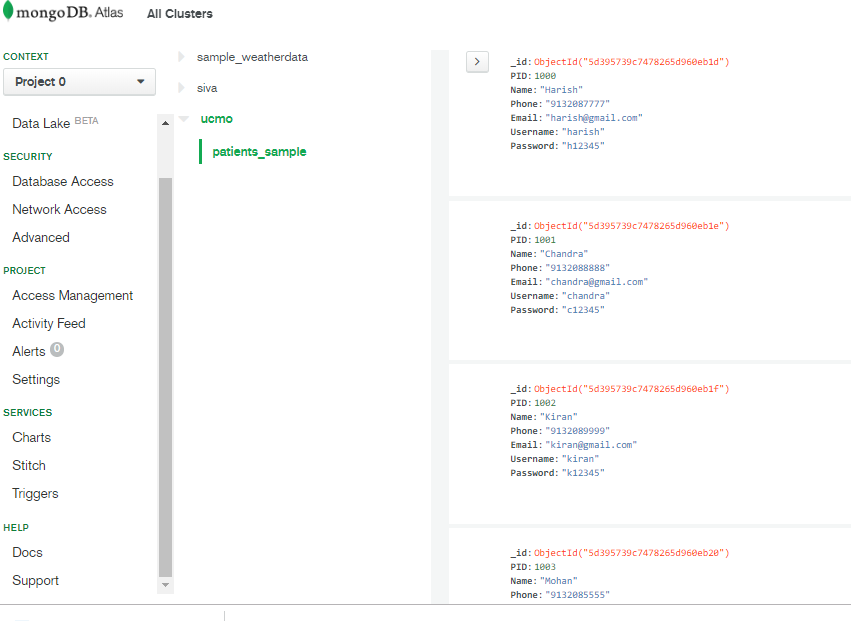 mongoDB. Atlas All Clusters
CONTEXT
Project 0
Data Lake BETA
SECURITY
Database Access
Network Access
Advanced
PROJECT
Access Management
Activity Feed
Alerts 0
Settings
SERVICES
Charts
Stitch
Triggers
HELP
Docs
Support
sample_weatherdata
siva
ucmo
patients_sample
_id: ObjectId("5d395739c7478265d960eb1d")
PID: 1000
Name: "Harish"
Phone: "9132087777"
Email: "harish@gmail.com"
Username: "harish"
Password: "h12345"
_id: ObjectId("5d395739c7478265d960eb1e")
PID: 1001
Name: "Chandra"
Phone: "9132088888"
Email: "chandra@gmail.com"
Username: "chandra"
Password: "c12345"
_id: ObjectId("5d395739c7478265d960eb1f")
PID: 1002
Name: "Kiran"
Phone: "9132089999"
Email: "kiran@gmail.com"
Username: "kiran"
Password: "k12345"
_id: ObjectId("5d395739c7478265d960eb20")
PID: 1003
Name: "Mohan"
Phone: "9132085555"